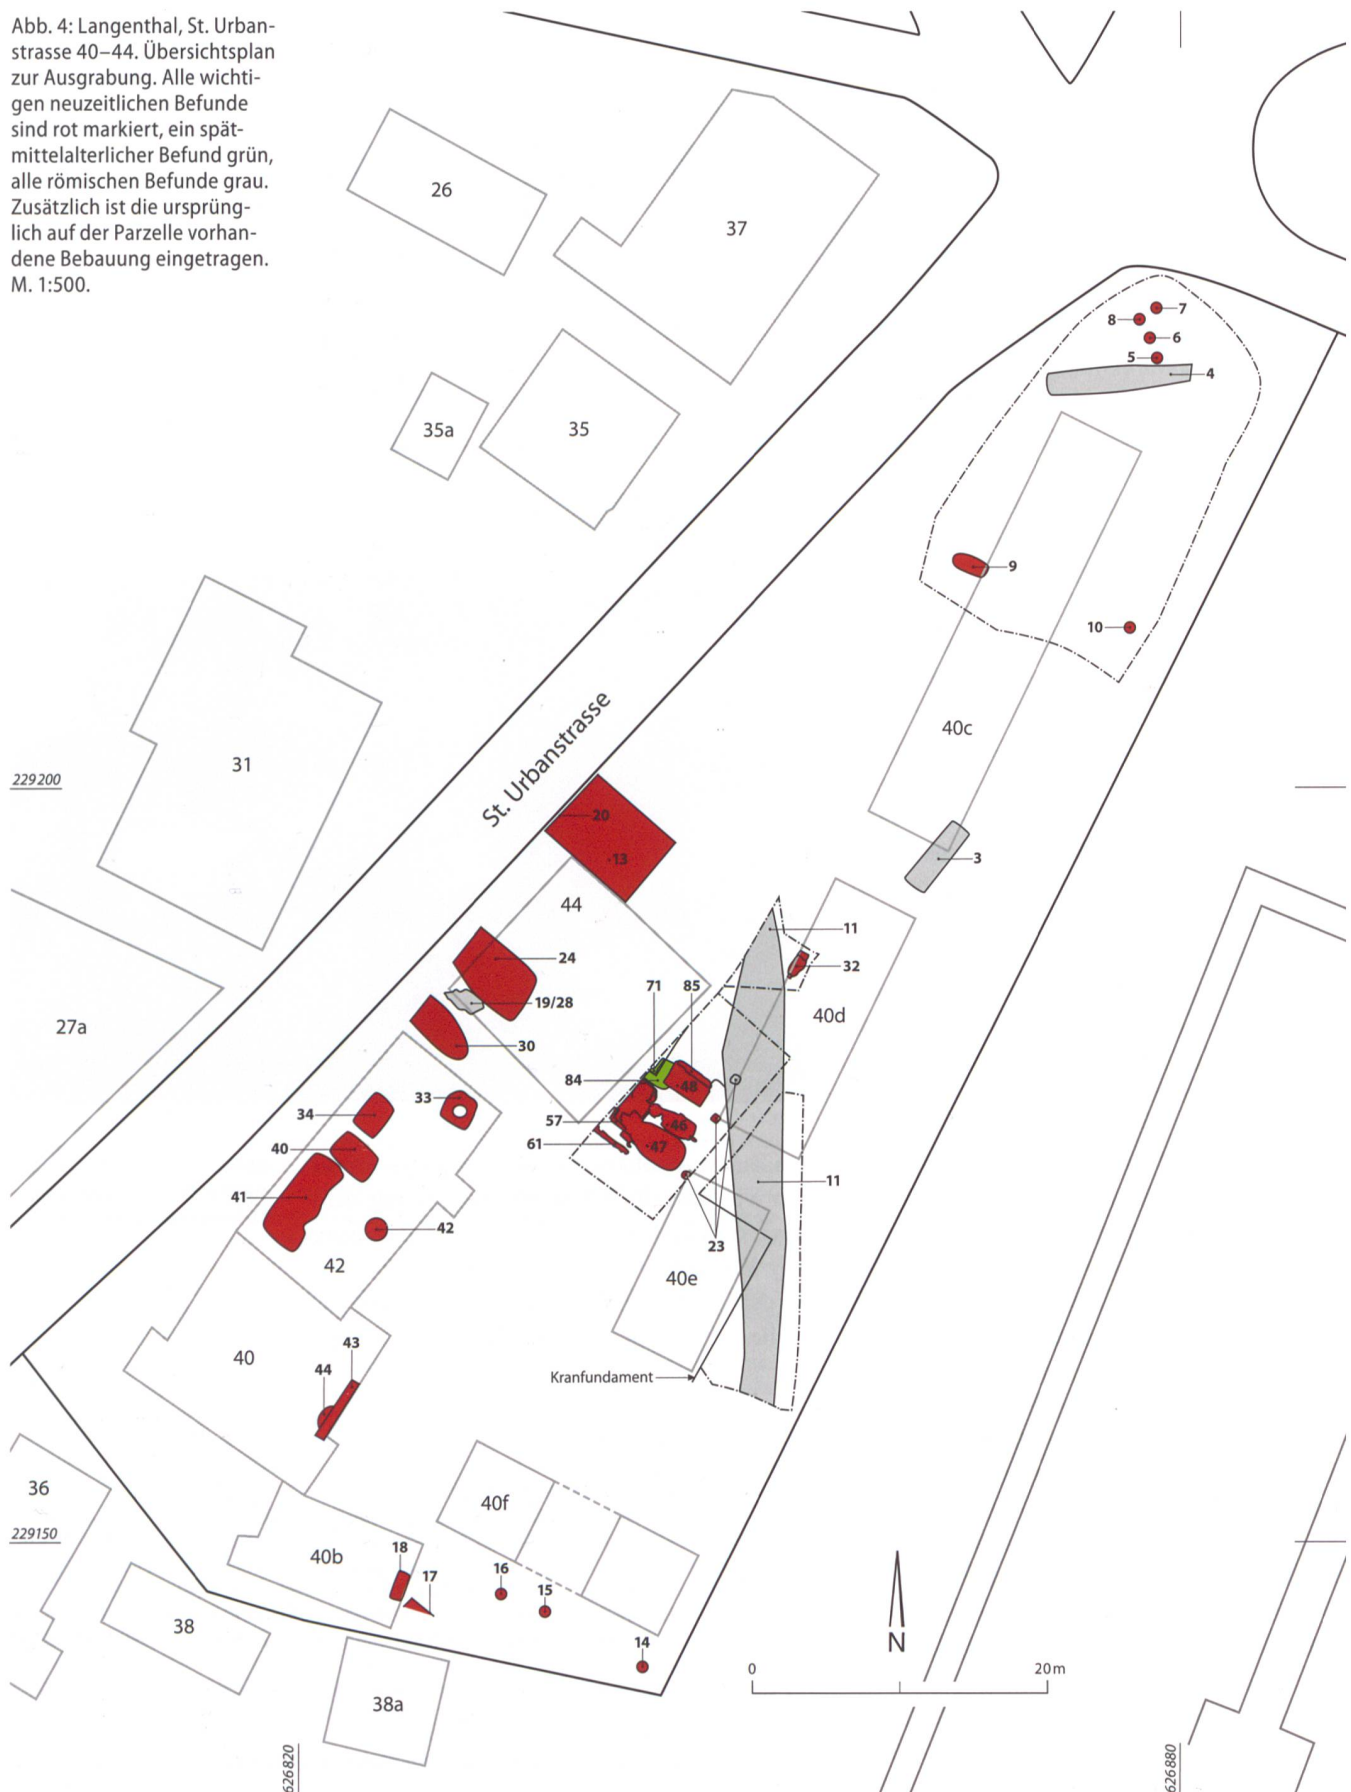 Abb. 4: Langenthal, St. Urban-
strasse 40–44. Übersichtsplan
zur Ausgrabung. Alle wichti-
gen neuzeitlichen Befunde
sind rot markiert, ein spät-
mittelalterlicher Befund grün,
alle römischen Befunde grau.
Zusätzlich ist die ursprüng-
lich auf der Parzelle vorhan-
dene Bebauung eingetragen.
M. 1:500.
26
37
7
8
6
5
4
35a
35
9
10
40c
31
229200
St. Urbanstrasse
20
13
3
44
11
24
32
71
85
19/28
40d
27a
30
84
48
33
34
57
46
40
61
47
41
11
42
23
42
40e
40
43
44
Kranfundament
36
40f
229150
40b
18
17
16
15
38
14
N
0
20m
38a
626820
626880